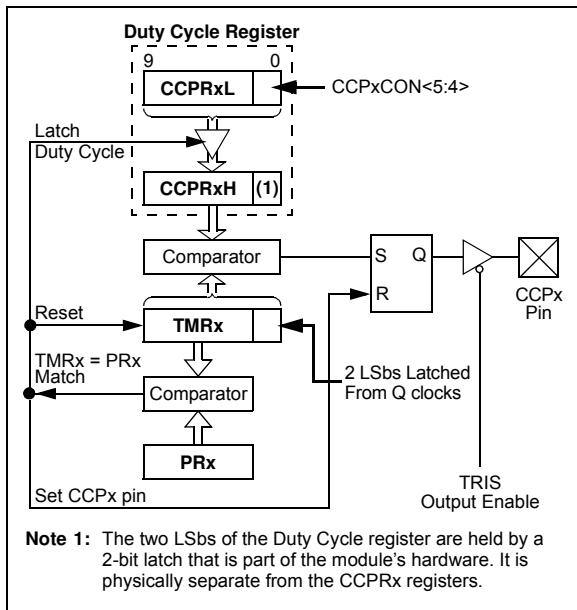 Duty Cycle Register
9 0
CCPRxL
CCPxCON<5:4>
Latch
Duty Cycle
CCPRxH (1)
Comparator
S Q
R
CCPx
Pin
Reset
TMRx
TMRx = PRx
Match
2 LSbs Latched
From Q clocks
Comparator
PRx
Set CCPx pin
TRIS
Output Enable
Note 1: The two LSbs of the Duty Cycle register are held by a
2-bit latch that is part of the module's hardware. It is
physically separate from the CCPRx registers.